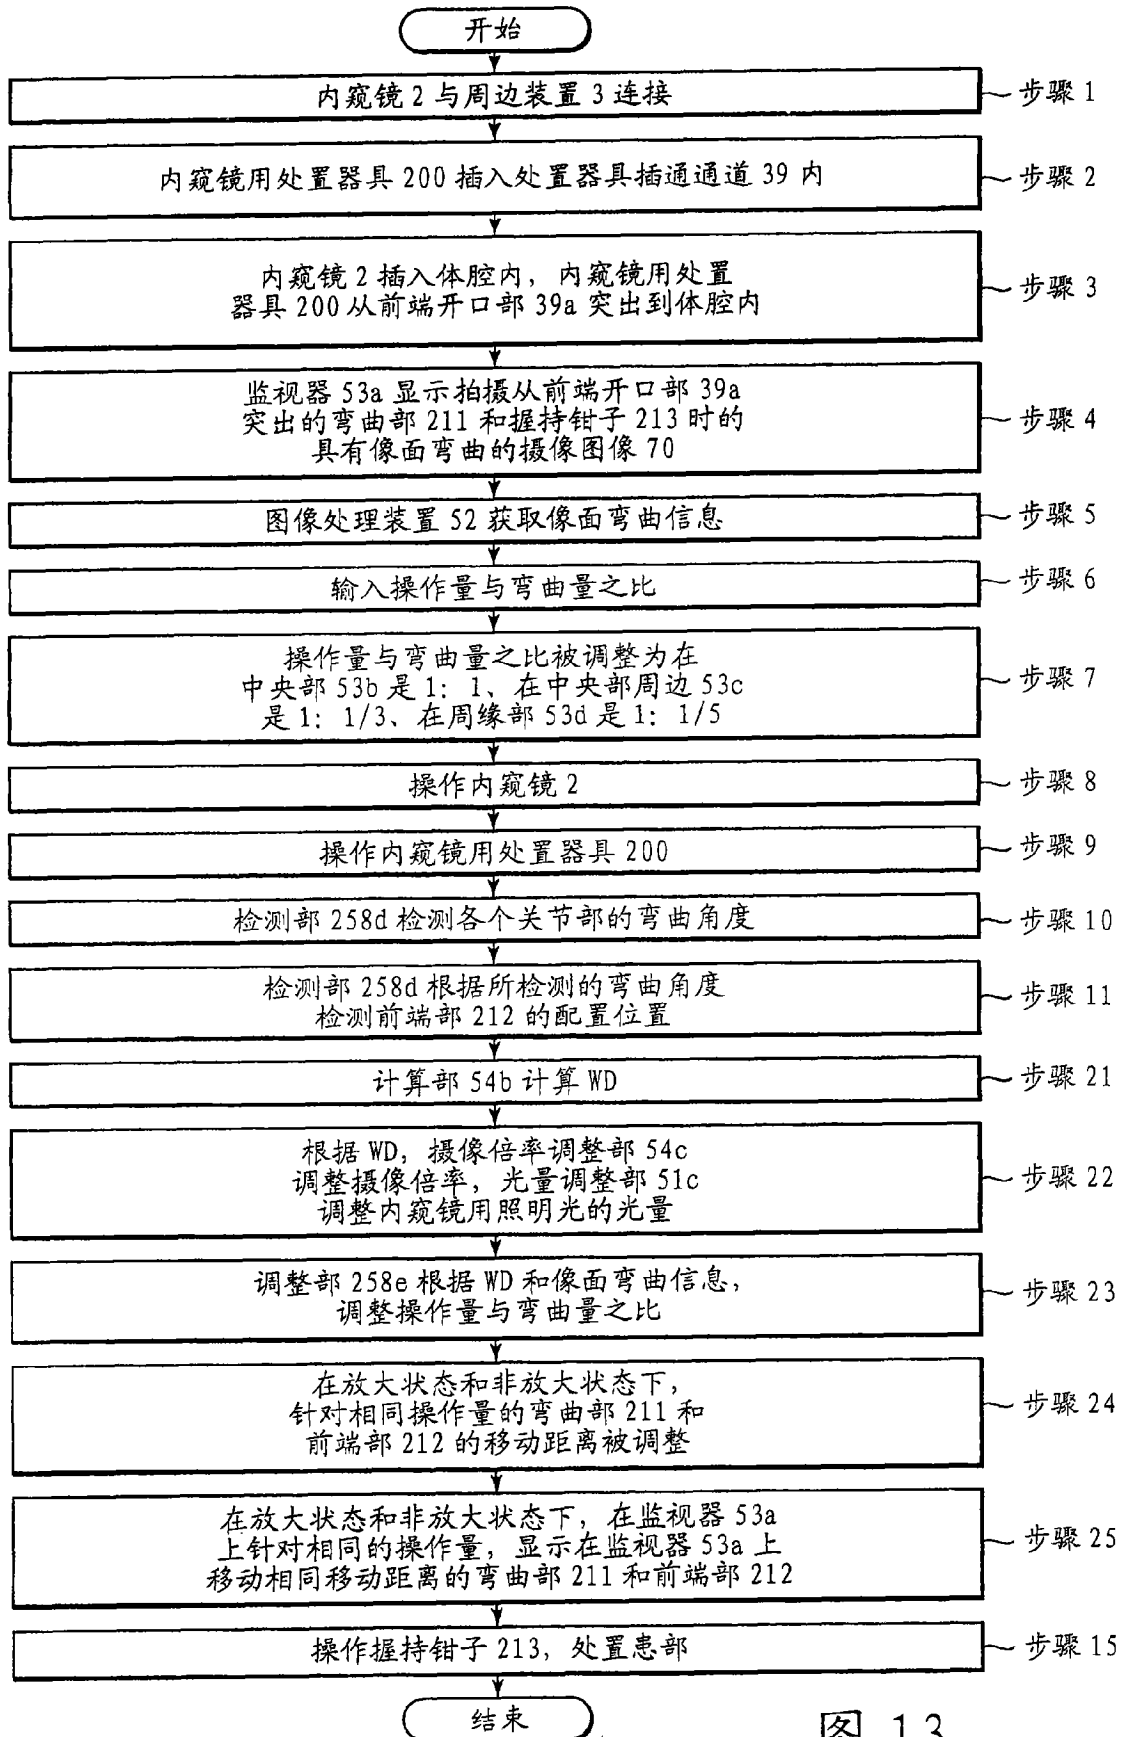 开始
内窥镜 2 与周边装置 3 连接
步骤 1
内窥镜用处置器具 200 插入处置器具插通通道 39 内
步骤 2
内窥镜 2 插入体腔内，内窥镜用处置
器具 200 从前端开口部 39a 突出到体腔内
步骤 3
监视器 53a 显示拍摄从前端开口部 39a
突出的弯曲部 211 和握持钳子 213 时的
具有像面弯曲的摄像图像 70
步骤 4
图像处理装置 52 获取像面弯曲信息
步骤 5
输入操作量与弯曲量之比
步骤 6
操作量与弯曲量之比被调整为在
中央部 53b 是 1：1、在中央部周边 53c
是 1：1/3、在周缘部 53d 是 1：1/5
步骤 7
操作内窥镜 2
步骤 8
操作内窥镜用处置器具 200
步骤 9
检测部 258d 检测各个关节部的弯曲角度
步骤 10
检测部 258d 根据所检测的弯曲角度
检测前端部 212 的配置位置
步骤 11
计算部 54b 计算 WD
步骤 21
根据 WD，摄像倍率调整部 54c
调整摄像倍率，光量调整部 51c
调整内窥镜用照明光的光量
步骤 22
调整部 258e 根据 WD 和像面弯曲信息，
调整操作量与弯曲量之比
步骤 23
在放大状态和非放大状态下，
针对相同操作量的弯曲部 211 和
前端部 212 的移动距离被调整
步骤 24
在放大状态和非放大状态下，在监视器 53a
上针对相同的操作量，显示在监视器 53a 上
移动相同移动距离的弯曲部 211 和前端部 212
步骤 25
操作握持钳子 213，处置患部
步骤 15
结束
图 13